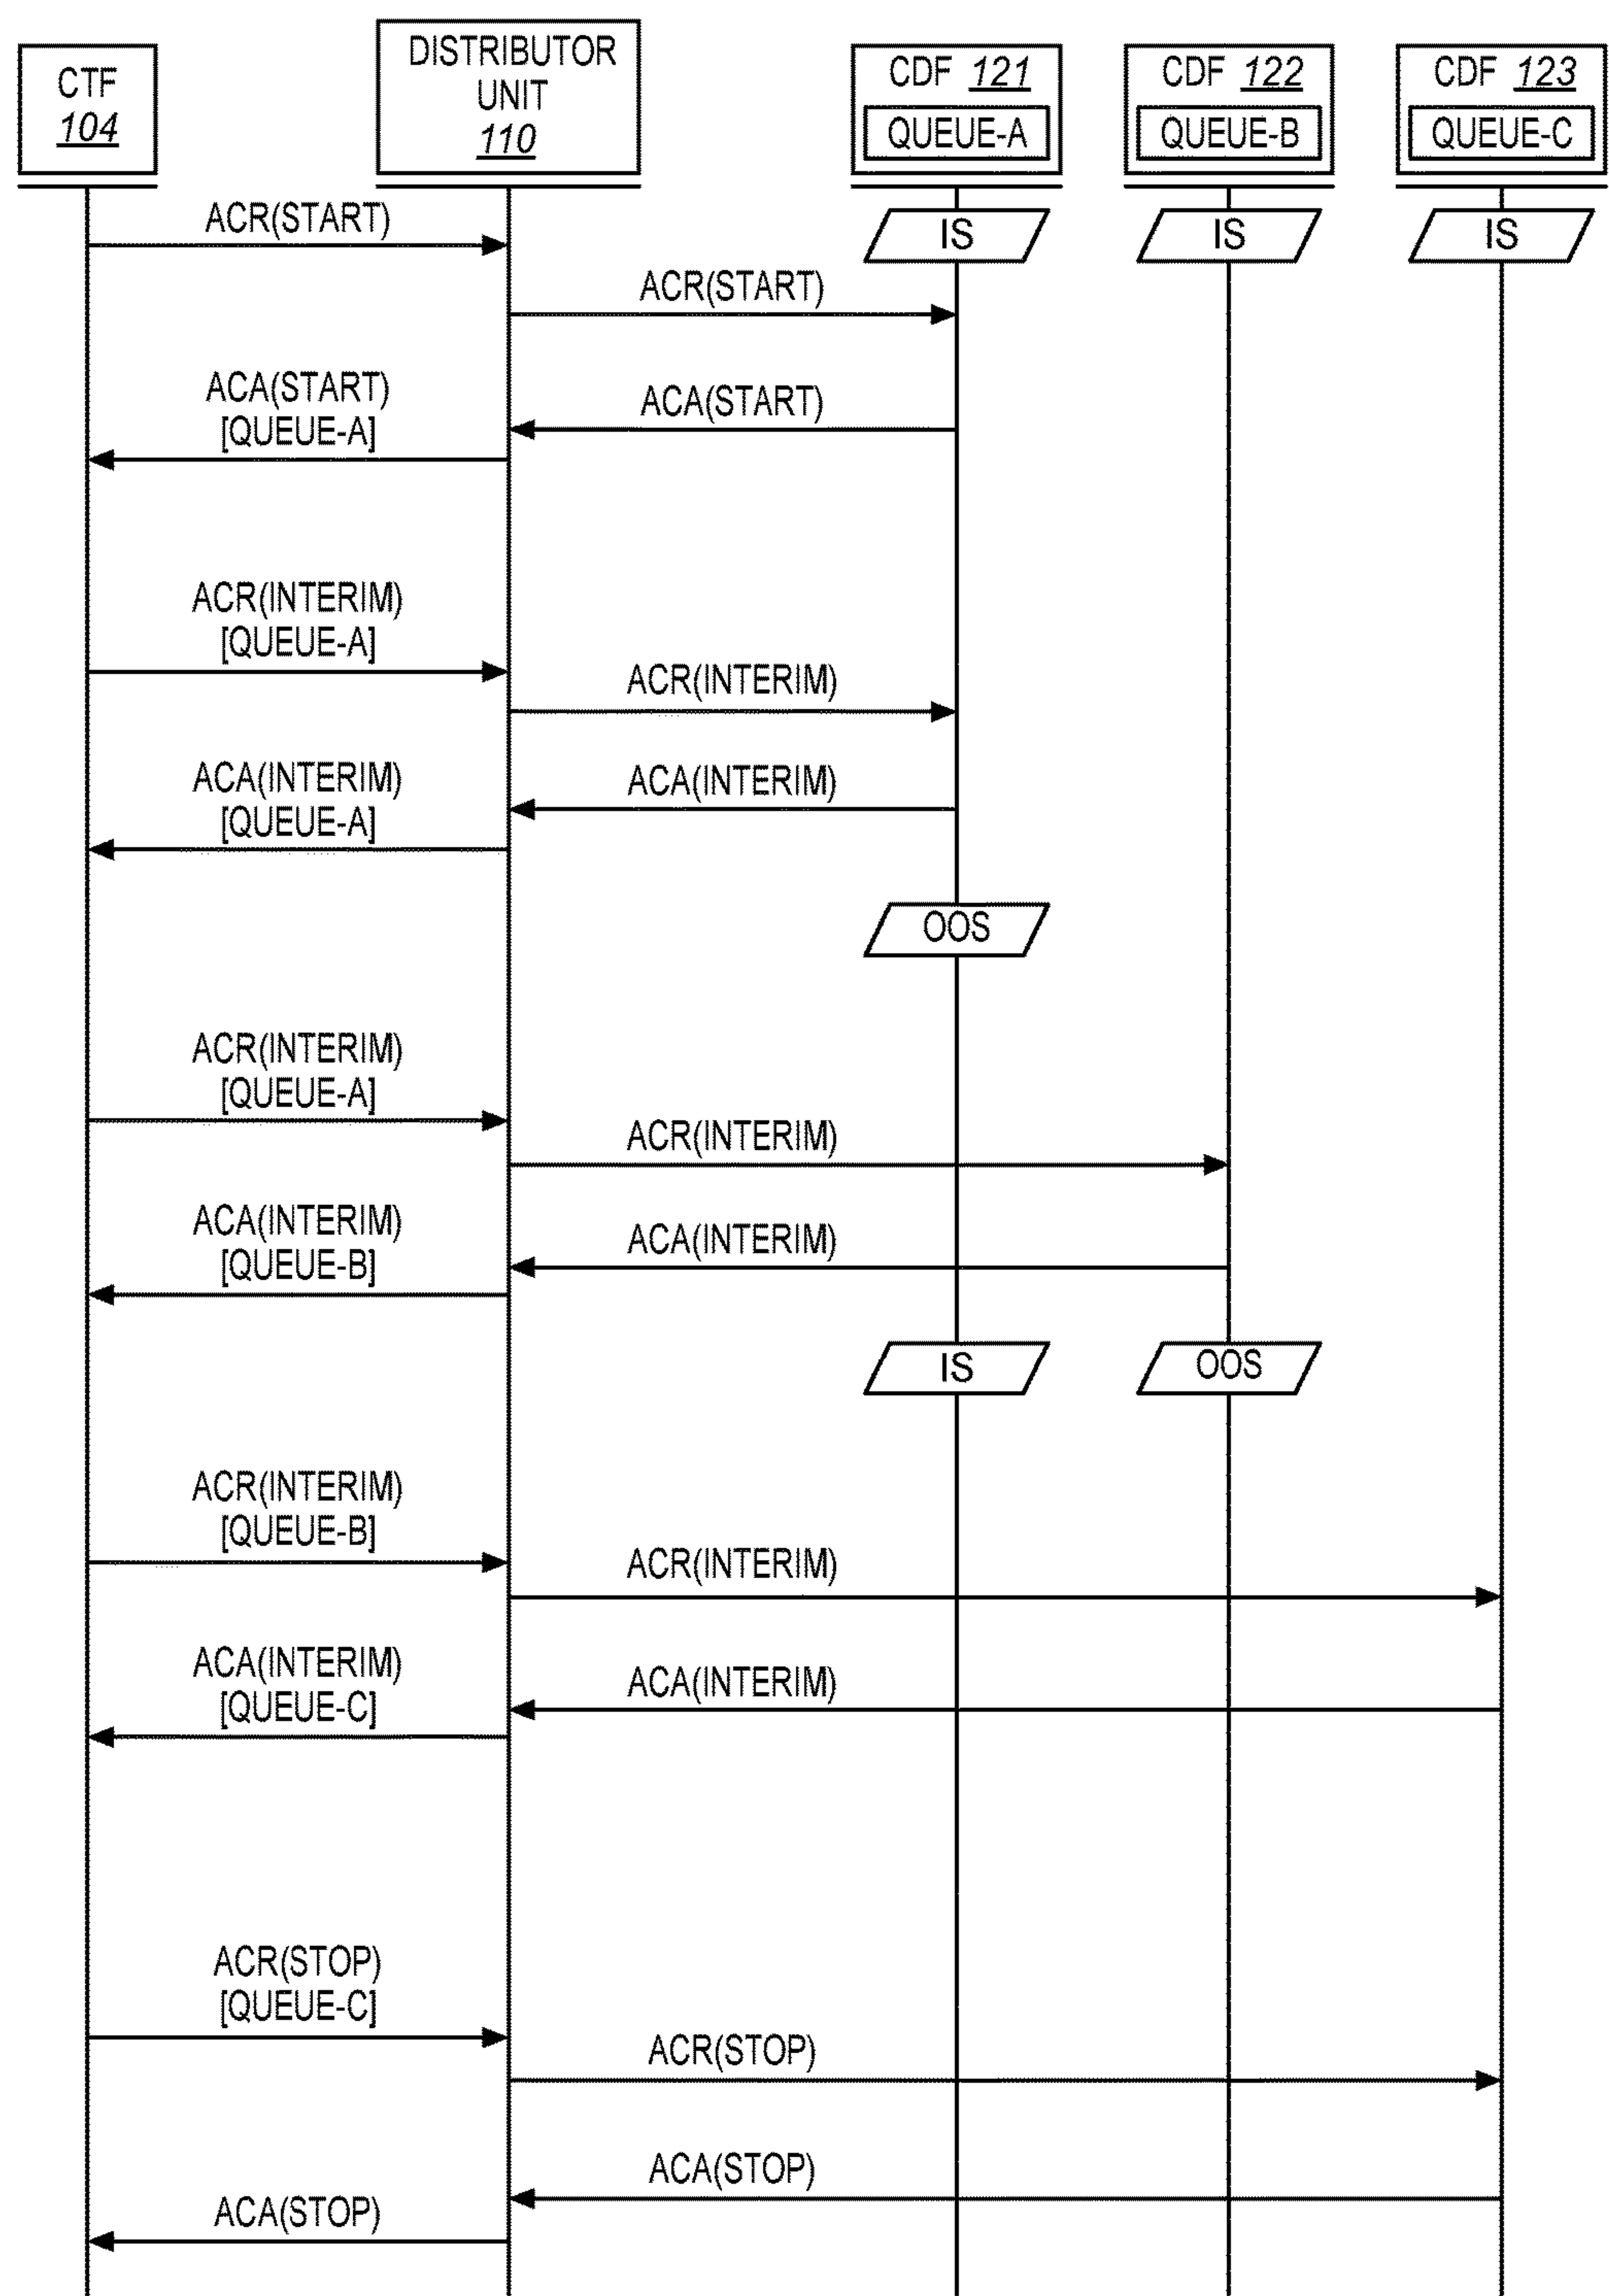 CTF
104
DISTRIBUTOR
UNIT
110
CDF 121
QUEUE-A
CDF 122
QUEUE-B
CDF 123
QUEUE-C
IS
IS
IS
ACR(START)
ACR(START)
ACA(START)
[QUEUE-A]
ACA(START)
ACR(INTERIM)
[QUEUE-A]
ACR(INTERIM)
ACA(INTERIM)
[QUEUE-A]
ACA(INTERIM)
OOS
ACR(INTERIM)
[QUEUE-A]
ACR(INTERIM)
ACA(INTERIM)
[QUEUE-B]
ACA(INTERIM)
IS
OOS
ACR(INTERIM)
[QUEUE-B]
ACR(INTERIM)
ACA(INTERIM)
[QUEUE-C]
ACA(INTERIM)
ACR(STOP)
[QUEUE-C]
ACR(STOP)
ACA(STOP)
ACA(STOP)